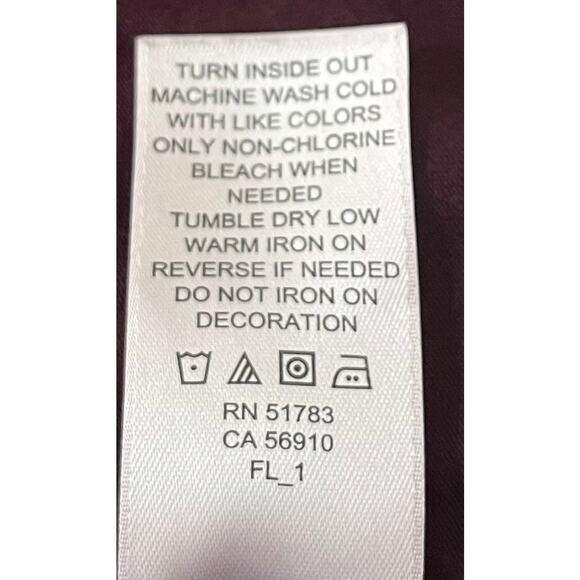 TURN INSIDE OUT
MACHINE WASH COLD
WITH LIKE COLORS
ONLY NON-CHLORINE
BLEACH WHEN
NEEDED
TUMBLE DRY LOW
WARM IRON ON
REVERSE IF NEEDED
DO NOT IRON ON
DECORATION
RN 51783
CA 56910
FL_1